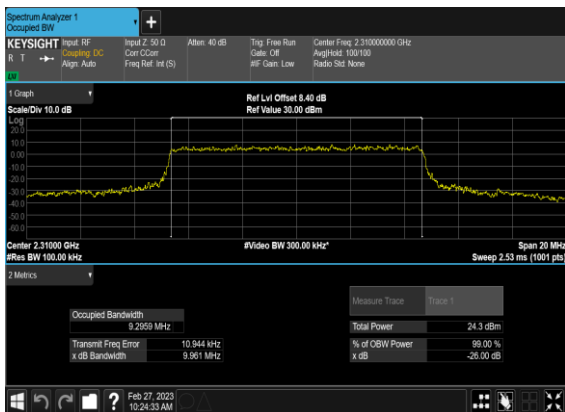 Spectrum Analyzer 1
Occupied BW
KEYSIGHT
R T
LXI
Input: RF
Coupling: DC
Align: Auto
Input Z: 50 Ω
Corr CCorr
Freq Ref: Int (S)
Atten: 40 dB
Trig: Free Run
Gate: Off
#IF Gain: Low
Center Freq: 2.310000000 GHz
Avg|Hold: 100/100
Radio Std: None
1 Graph
Scale/Div 10.0 dB
Ref Lvl Offset 8.40 dB
Ref Value 30.00 dBm
Log
20.0
10.0
0.00
-10.0
-20.0
-30.0
-40.0
-50.0
-60.0
Center 2.31000 GHz
#Res BW 100.00 kHz
#Video BW 300.00 kHz*
Span 20 MHz
Sweep 2.53 ms (1001 pts)
2 Metrics
Measure Trace Trace 1
Occupied Bandwidth
9.2959 MHz
Total Power 24.3 dBm
Transmit Freq Error 10.944 kHz
% of OBW Power 99.00 %
x dB Bandwidth 9.961 MHz
x dB -26.00 dB
?
Feb 27, 2023
10:24:33 AM